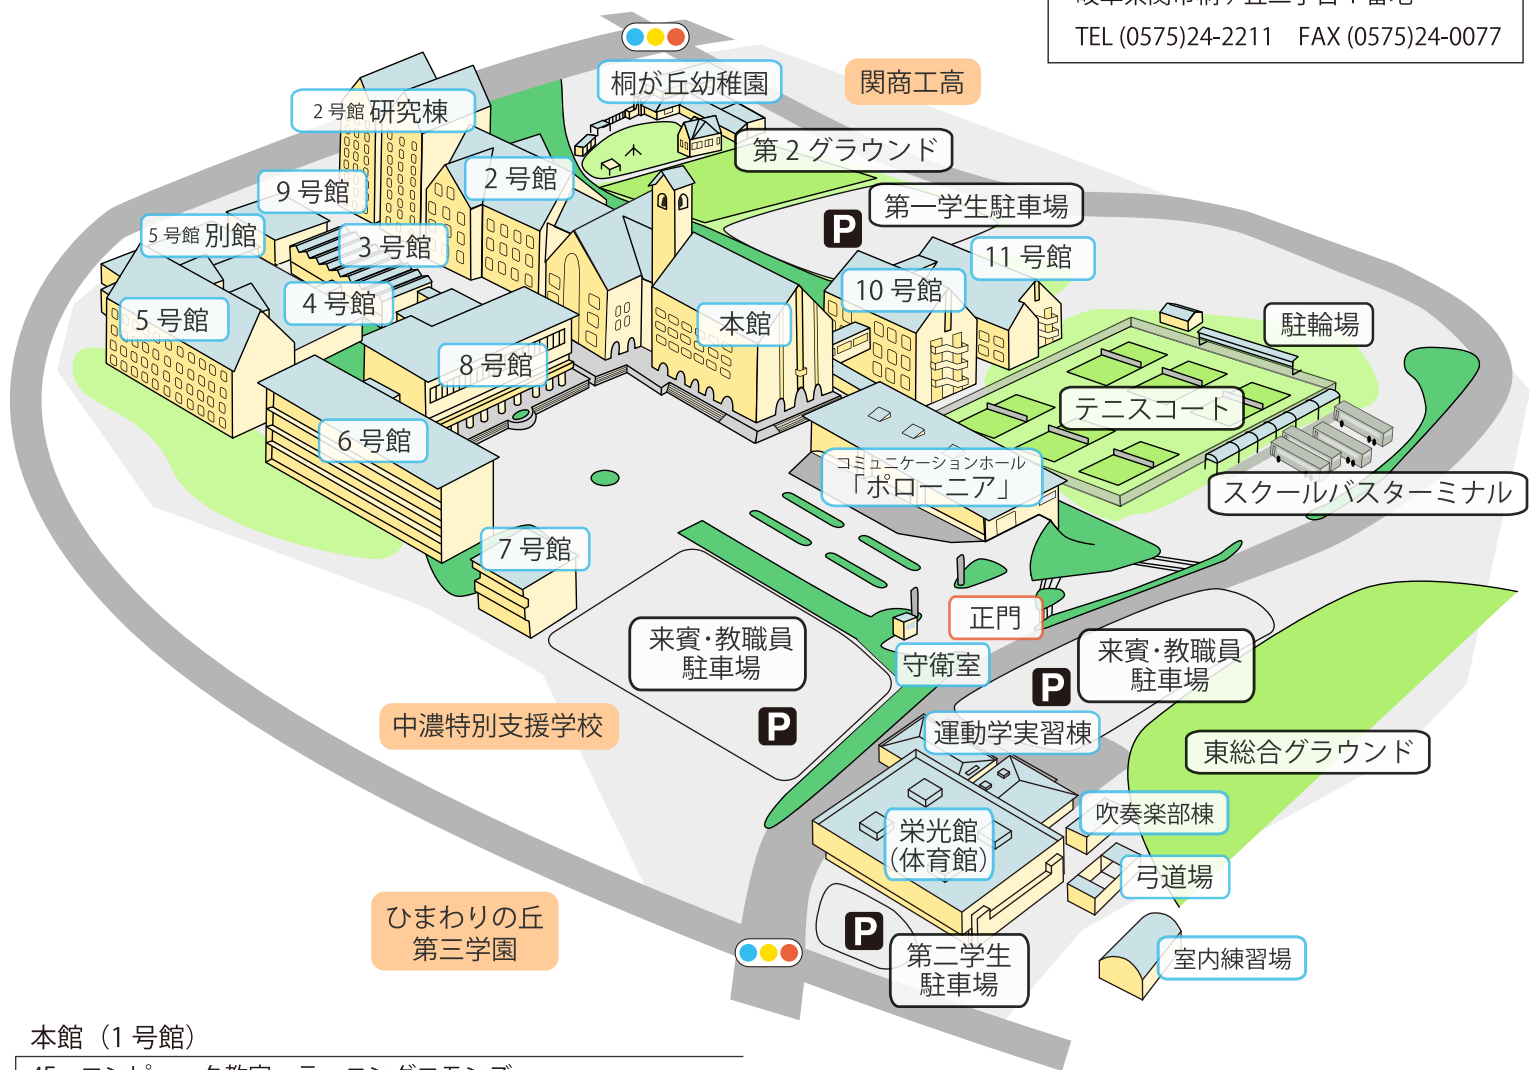 TEL (0575)24-2211　FAX (0575)24-0077
桐が丘幼稚園
関商工高
2号館 研究棟
第2グラウンド
2号館
9号館
第一学生駐車場
P
5号館 別館
3号館
11号館
10号館
4号館
5号館
本館
駐輪場
8号館
テニスコート
6号館
コミュニケーションホール
「ポローニア」
スクールバスターミナル
7号館
正門
来賓・教職員
駐車場
守衛室
来賓・教職員
駐車場
P
中濃特別支援学校
P
運動学実習棟
東総合グラウンド
吹奏楽部棟
栄光館
(体育館)
弓道場
ひまわりの丘
第三学園
P
第二学生
駐車場
室内練習場
本館（1号館）